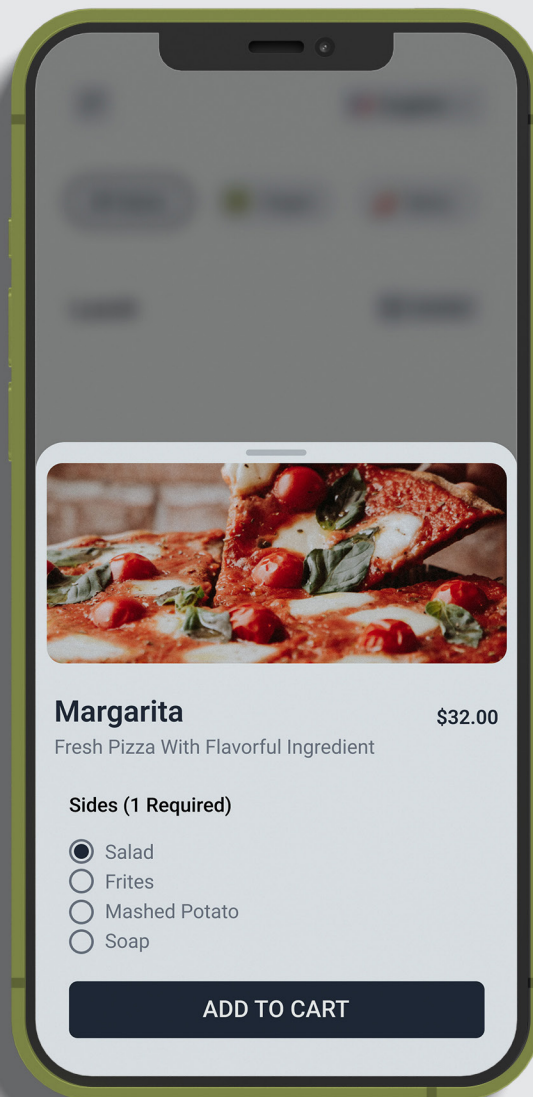 Margarita
$32.00
Fresh Pizza With Flavorful Ingredient
Sides (1 Required)
Salad
Frites
Mashed Potato
Soap
ADD TO CART